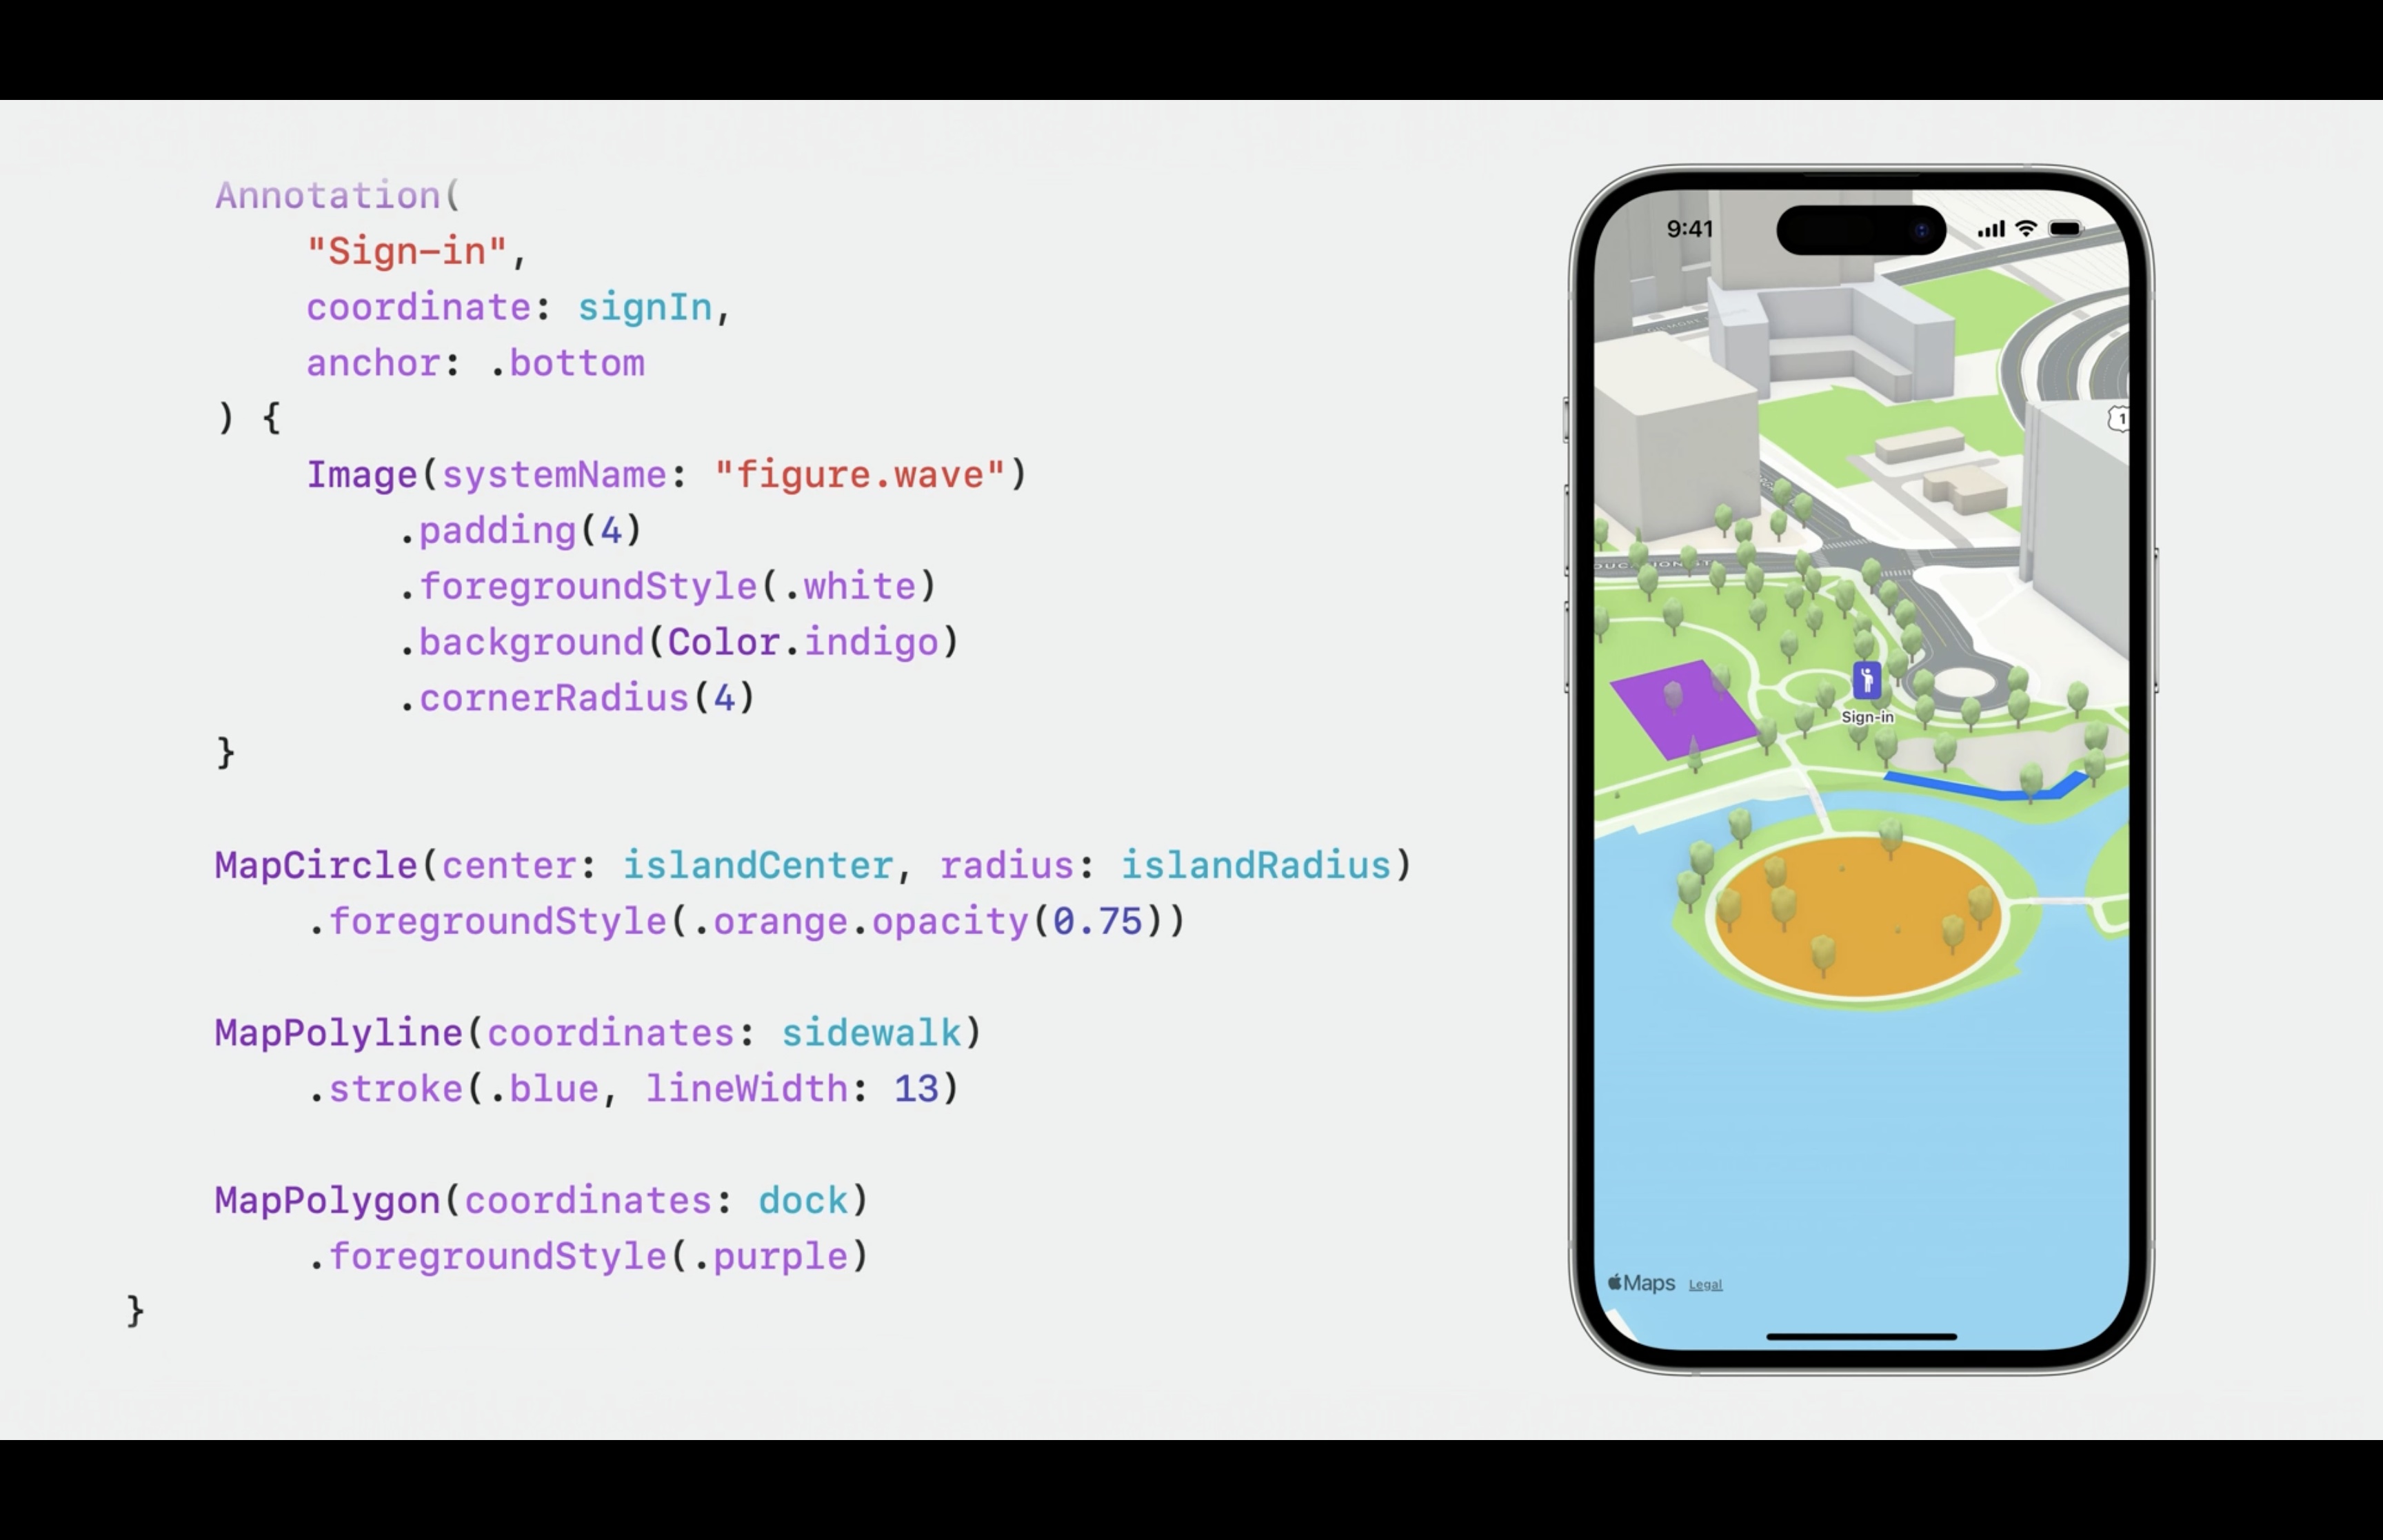 Annotation(
"Sign-in",
coordinate: signIn,
anchor: .bottom
) {
Image(systemName: "figure.wave")
.padding(4)
.foregroundStyle(.white)
.background(Color.indigo)
.cornerRadius(4)
}
MapCircle(center: islandCenter, radius: islandRadius)
.foregroundStyle(.orange.opacity(0.75))
MapPolyline(coordinates: sidewalk)
.stroke(.blue, lineWidth: 13)
MapPolygon(coordinates: dock)
.foregroundStyle(.purple)
}
9:41
1
Sign-in
Maps Legal